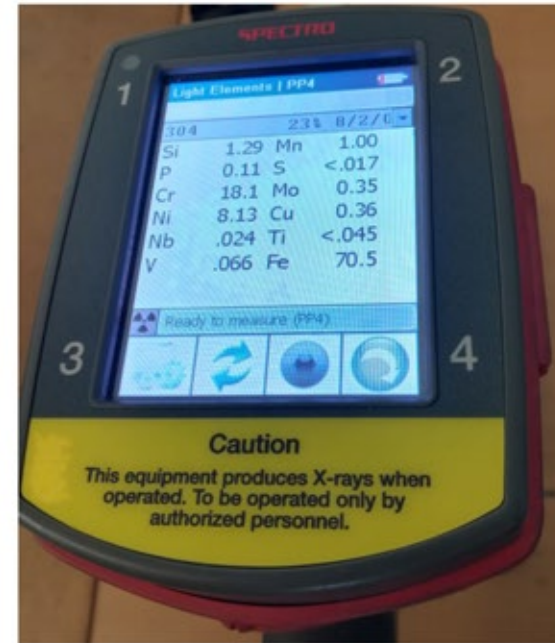 SPECTRO
1
2
Light Elements | PP4
304 23% 8/2/0
Si 1.29 Mn 1.00
P 0.11 S <.017
Cr 18.1 Mo 0.35
Ni 8.13 Cu 0.36
Nb .024 Ti <.045
V .066 Fe 70.5
Ready to measure (PP4)
3
4
Caution
This equipment produces X-rays when
operated. To be operated only by
authorized personnel.